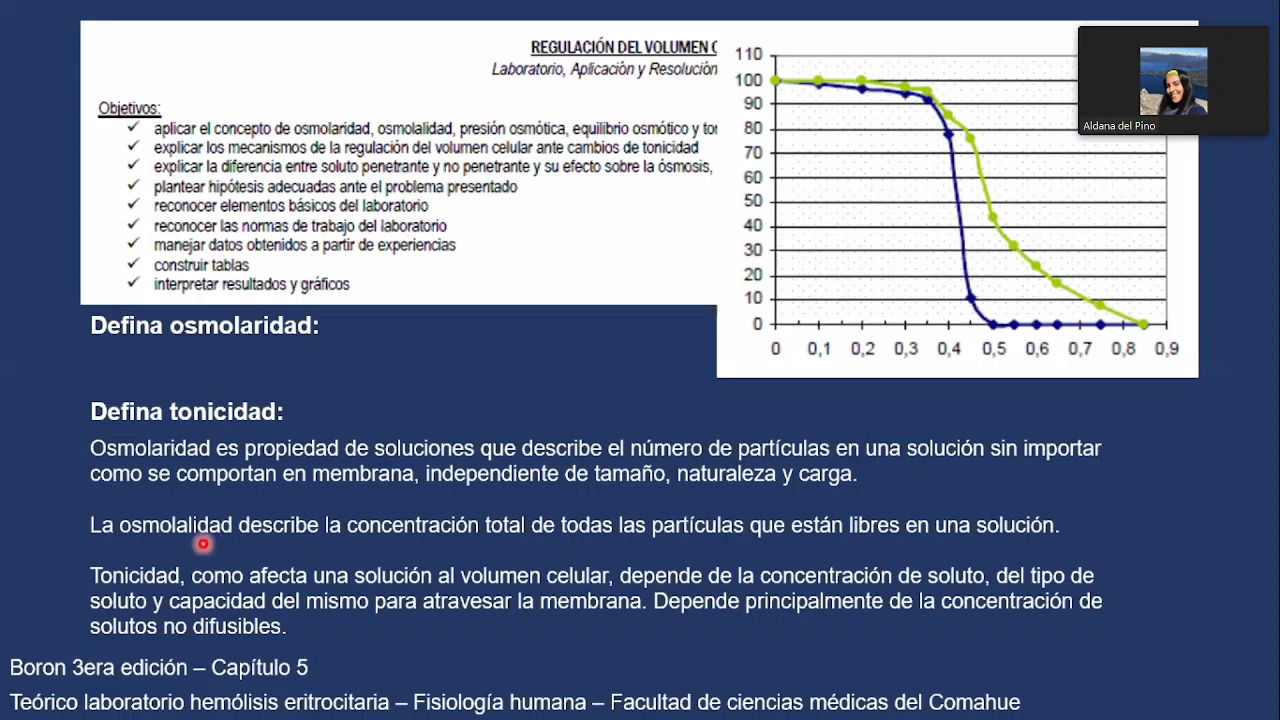 REGULACIÓN DEL VOLUMEN
Laboratorio, Aplicación y Resolución
Objetivos:
✓ aplicar el concepto de osmolaridad, osmolalidad, presión osmótica, equilibrio osmótico y
✓ explicar los mecanismos de la regulación del volumen celular ante cambios de tonicidad
✓ explicar la diferencia entre soluto penetrante y no penetrante y su efecto sobre la ósmosis,
✓ plantear hipótesis adecuadas ante el problema presentado
✓ reconocer elementos básicos del laboratorio
✓ reconocer las normas de trabajo del laboratorio
✓ manejar datos obtenidos a partir de experiencias
✓ construir tablas
✓ interpretar resultados y gráficos
110
100
90
80
70
60
50
40
30
20
10
0
0 0,1 0,2 0,3 0,4 0,5 0,6 0,7 0,8 0,9
Aldana del Pino
Defina osmolaridad:
Defina tonicidad:
Osmolaridad es propiedad de soluciones que describe el número de partículas en una solución sin importar
como se comportan en membrana, independiente de tamaño, naturaleza y carga.
La osmolalidad describe la concentración total de todas las partículas que están libres en una solución.
Tonicidad, como afecta una solución al volumen celular, depende de la concentración de soluto, del tipo de
soluto y capacidad del mismo para atravesar la membrana. Depende principalmente de la concentración de
solutos no difusibles.
Boron 3era edición – Capítulo 5
Teórico laboratorio hemólisis eritrocitaria – Fisiología humana – Facultad de ciencias médicas del Comahue